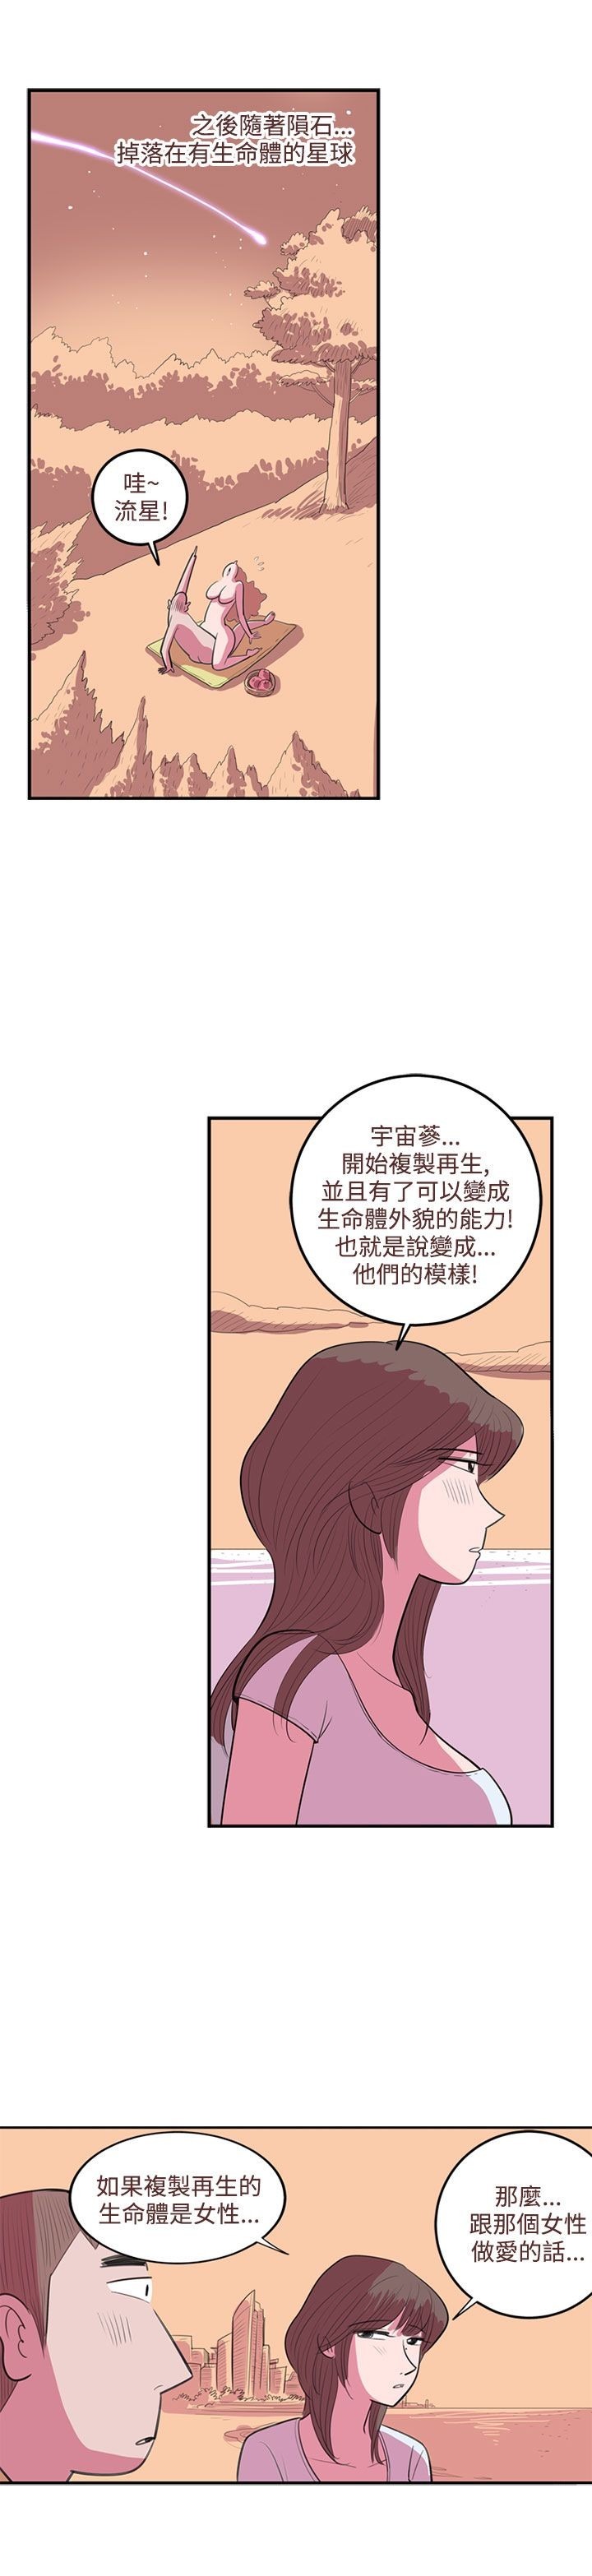 之後隨著隕石...
掉落在有生命體的星球
哇~
流星!
宇宙蔘...
開始複製再生,
並且有了可以變成
生命體外貌的能力!
也就是說變成...
他們的模樣!
如果複製再生的
生命體是女性...
那麼...
跟那個女性
做愛的話...